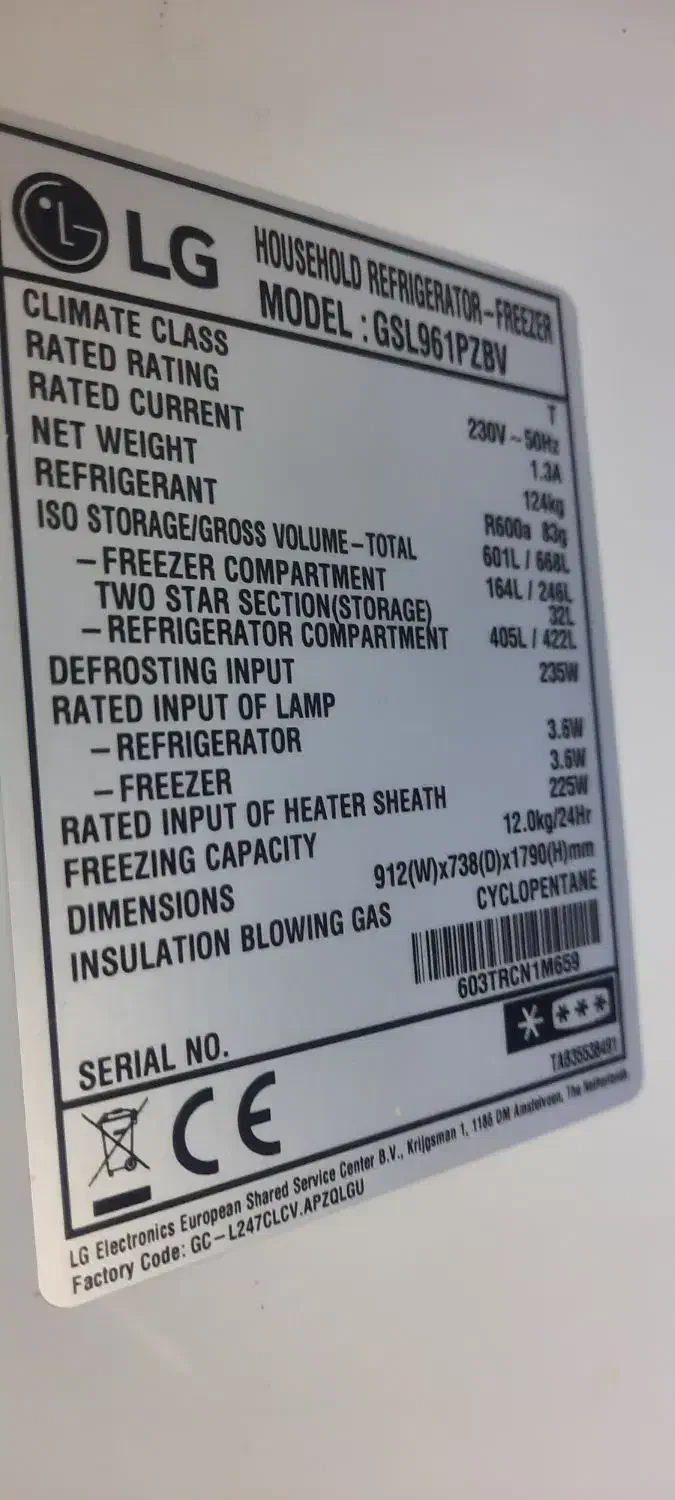 LG
HOUSEHOLD REFRIGERATOR-FREEZER
MODEL : GSL961PZBV
CLIMATE CLASS T
RATED RATING 230V ~ 50Hz
RATED CURRENT 1.3A
NET WEIGHT 124kg
REFRIGERANT R600a 83g
ISO STORAGE/GROSS VOLUME-TOTAL 601L / 668L
-FREEZER COMPARTMENT 164L / 246L
TWO STAR SECTION(STORAGE) 32L
-REFRIGERATOR COMPARTMENT 405L / 422L
DEFROSTING INPUT 235W
RATED INPUT OF LAMP
-REFRIGERATOR 3.6W
-FREEZER 3.6W
RATED INPUT OF HEATER SHEATH 225W
FREEZING CAPACITY 12.0kg/24Hr
DIMENSIONS 912(W)x738(D)x1790(H)mm
INSULATION BLOWING GAS CYCLOPENTANE
SERIAL NO. 603TRCN1M659
CE
LG Electronics European Shared Service Center B.V., Krijgsman 1, 1186 DM Amstelveen, The Netherlands
Factory Code: GC-L247CLCV.APZQLGU